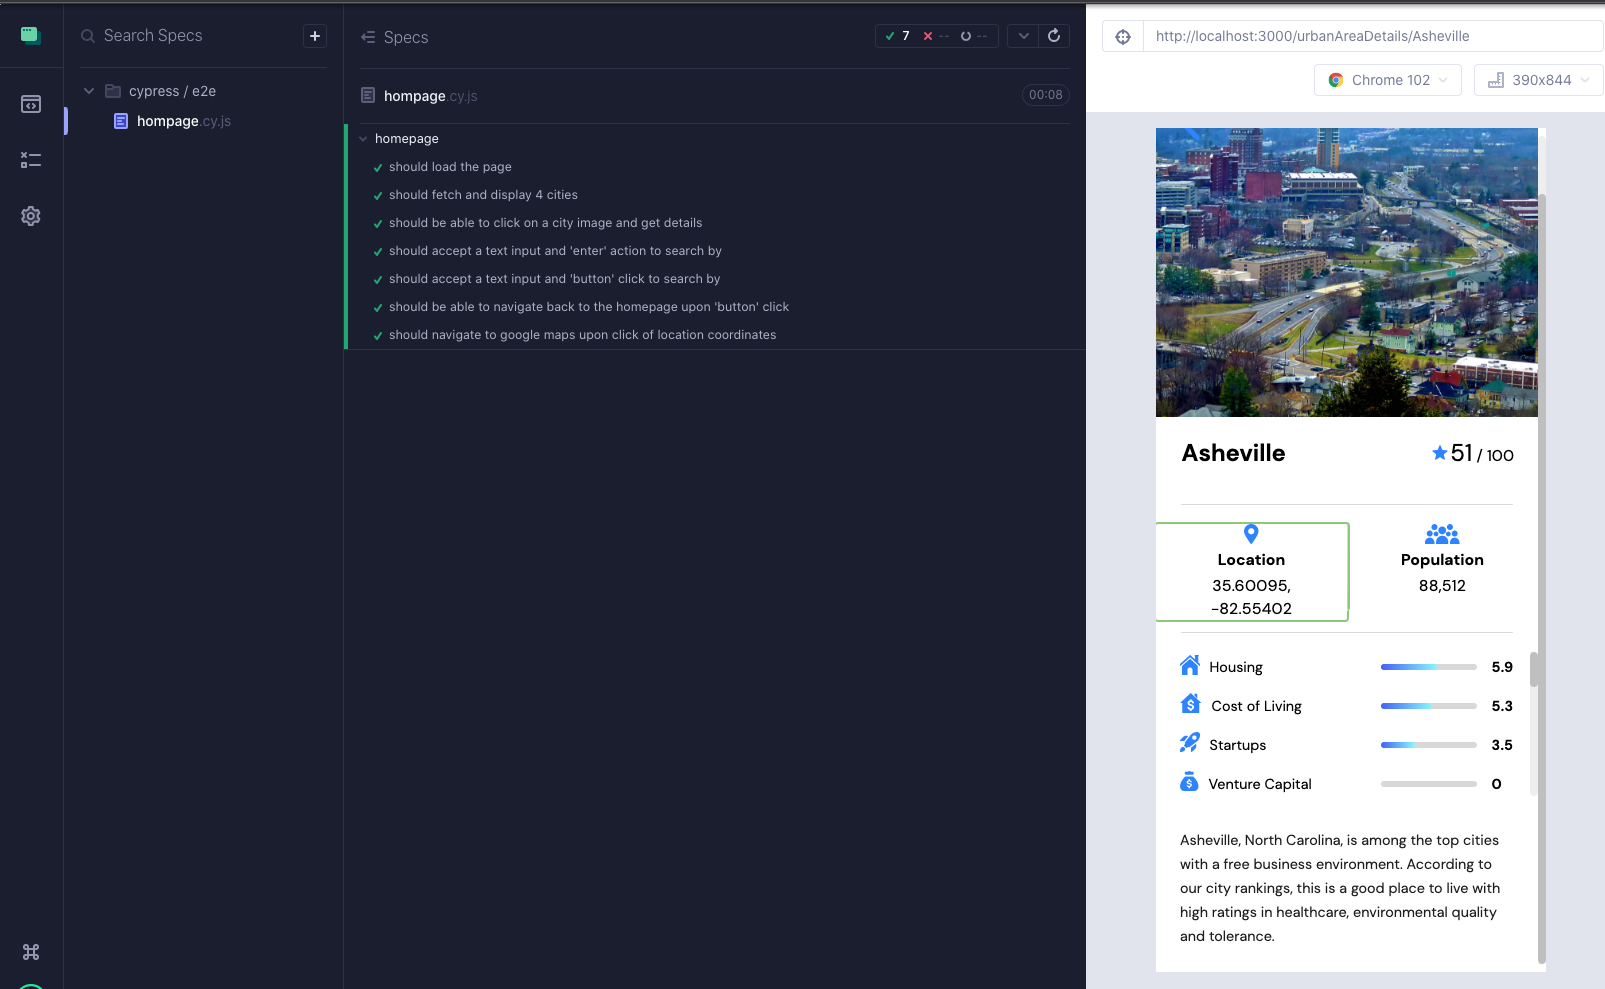 Search Specs
cypress / e2e
hompage.cy.js
Specs
7 -- --
hompage.cy.js 00:08
homepage
should load the page
should fetch and display 4 cities
should be able to click on a city image and get details
should accept a text input and 'enter' action to search by
should accept a text input and 'button' click to search by
should be able to navigate back to the homepage upon 'button' click
should navigate to google maps upon click of location coordinates
http://localhost:3000/urbanAreaDetails/Asheville
Chrome 102 390x844
Asheville 51 / 100
Location
35.60095,
-82.55402
Population
88,512
Housing 5.9
Cost of Living 5.3
Startups 3.5
Venture Capital 0
Asheville, North Carolina, is among the top cities
with a free business environment. According to
our city rankings, this is a good place to live with
high ratings in healthcare, environmental quality
and tolerance.